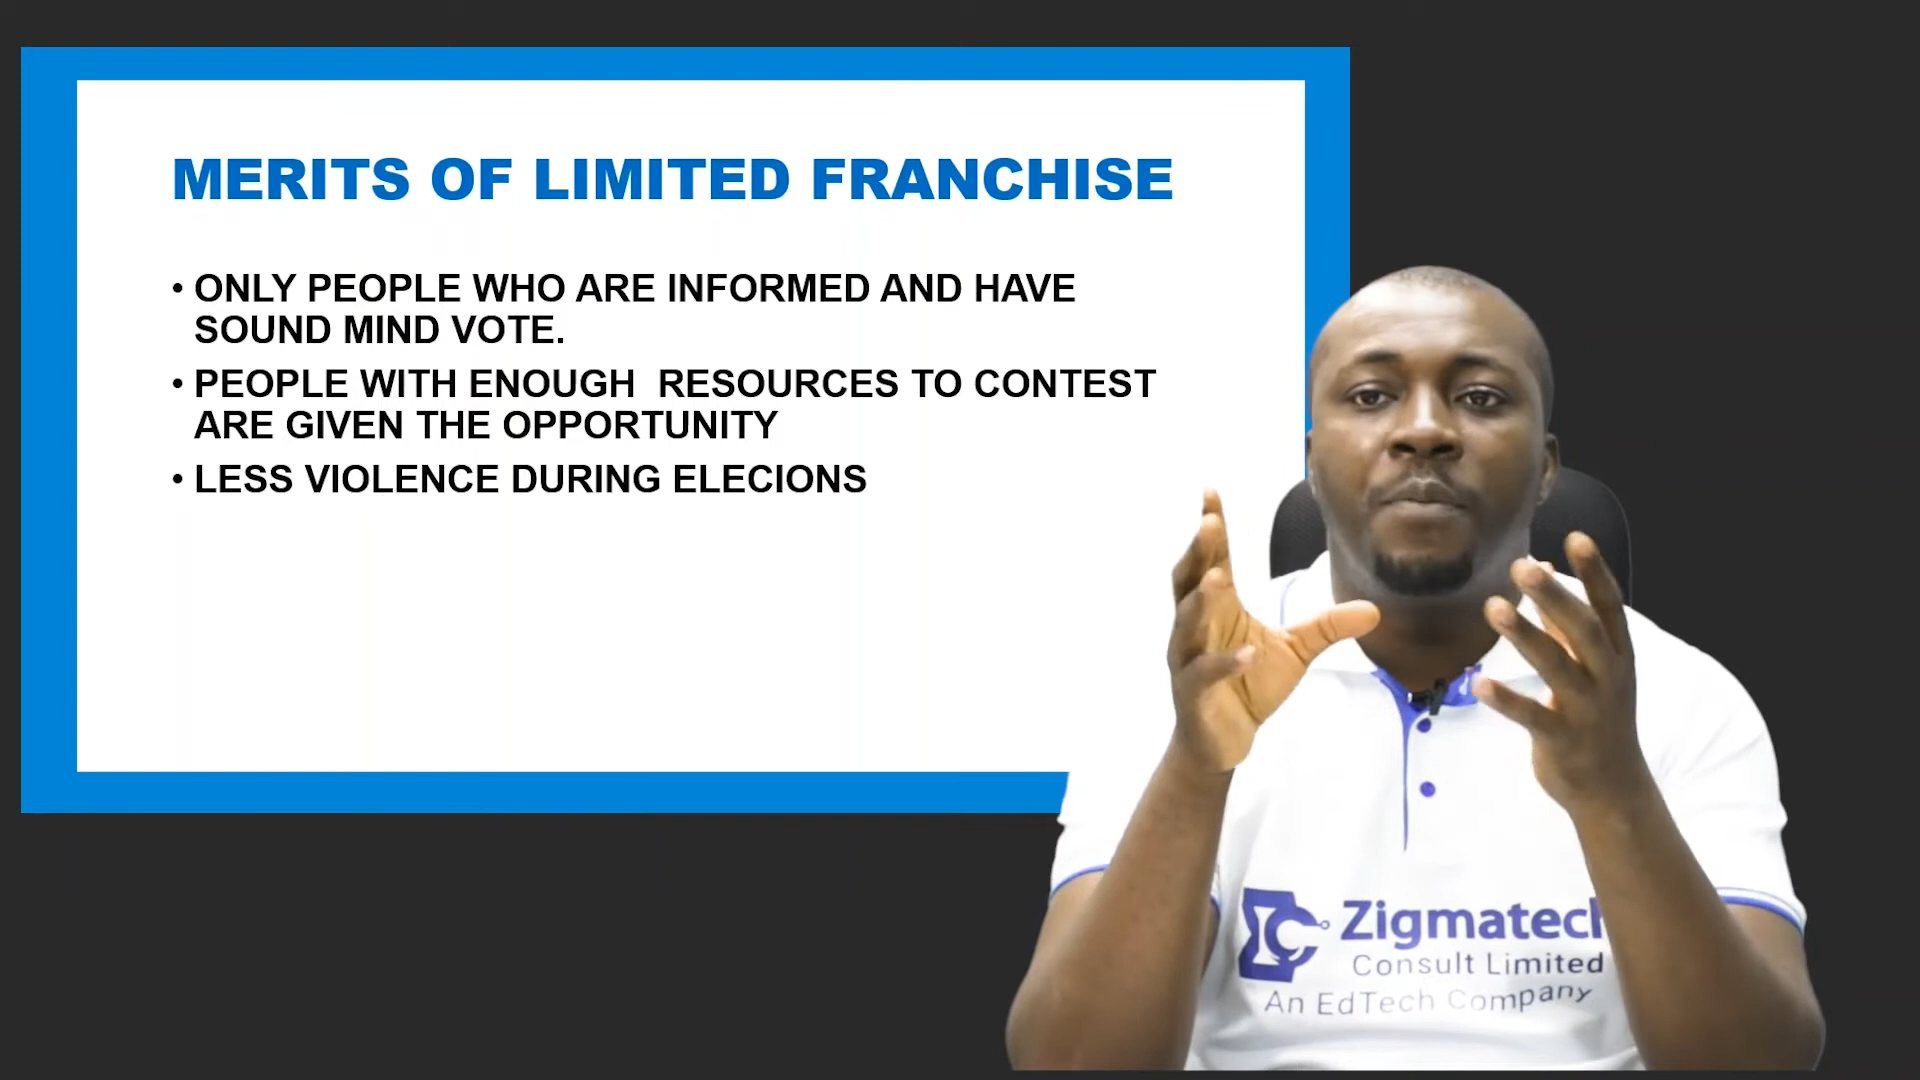 MERITS OF LIMITED FRANCHISE
• ONLY PEOPLE WHO ARE INFORMED AND HAVE
SOUND MIND VOTE.
• PEOPLE WITH ENOUGH  RESOURCES TO CONTEST
ARE GIVEN THE OPPORTUNITY
• LESS VIOLENCE DURING ELECIONS
Zigmatech
Consult Limited
An EdTech Company